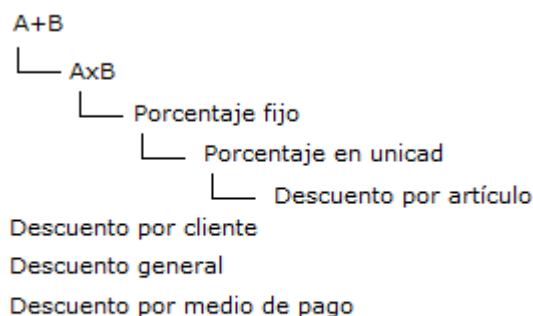 A+B
AxB
Porcentaje fijo
Porcentaje en unicad
Descuento por artículo
Descuento por cliente
Descuento general
Descuento por medio de pago